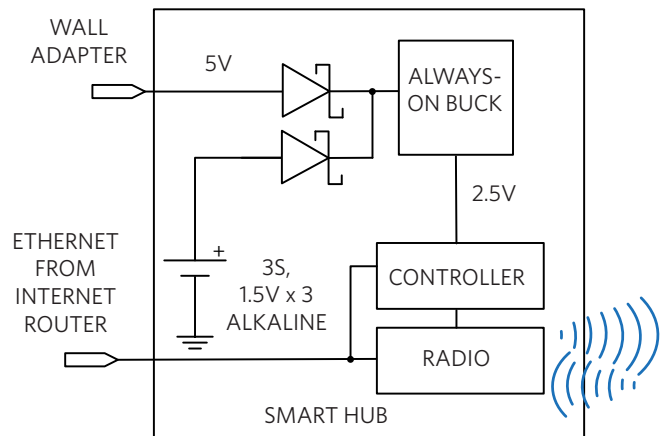 WALL
ADAPTER
5V
ALWAYS-
ON BUCK
2.5V
+
3S,
1.5V x 3
ALKALINE
ETHERNET
FROM
INTERNET
ROUTER
CONTROLLER
RADIO
SMART HUB